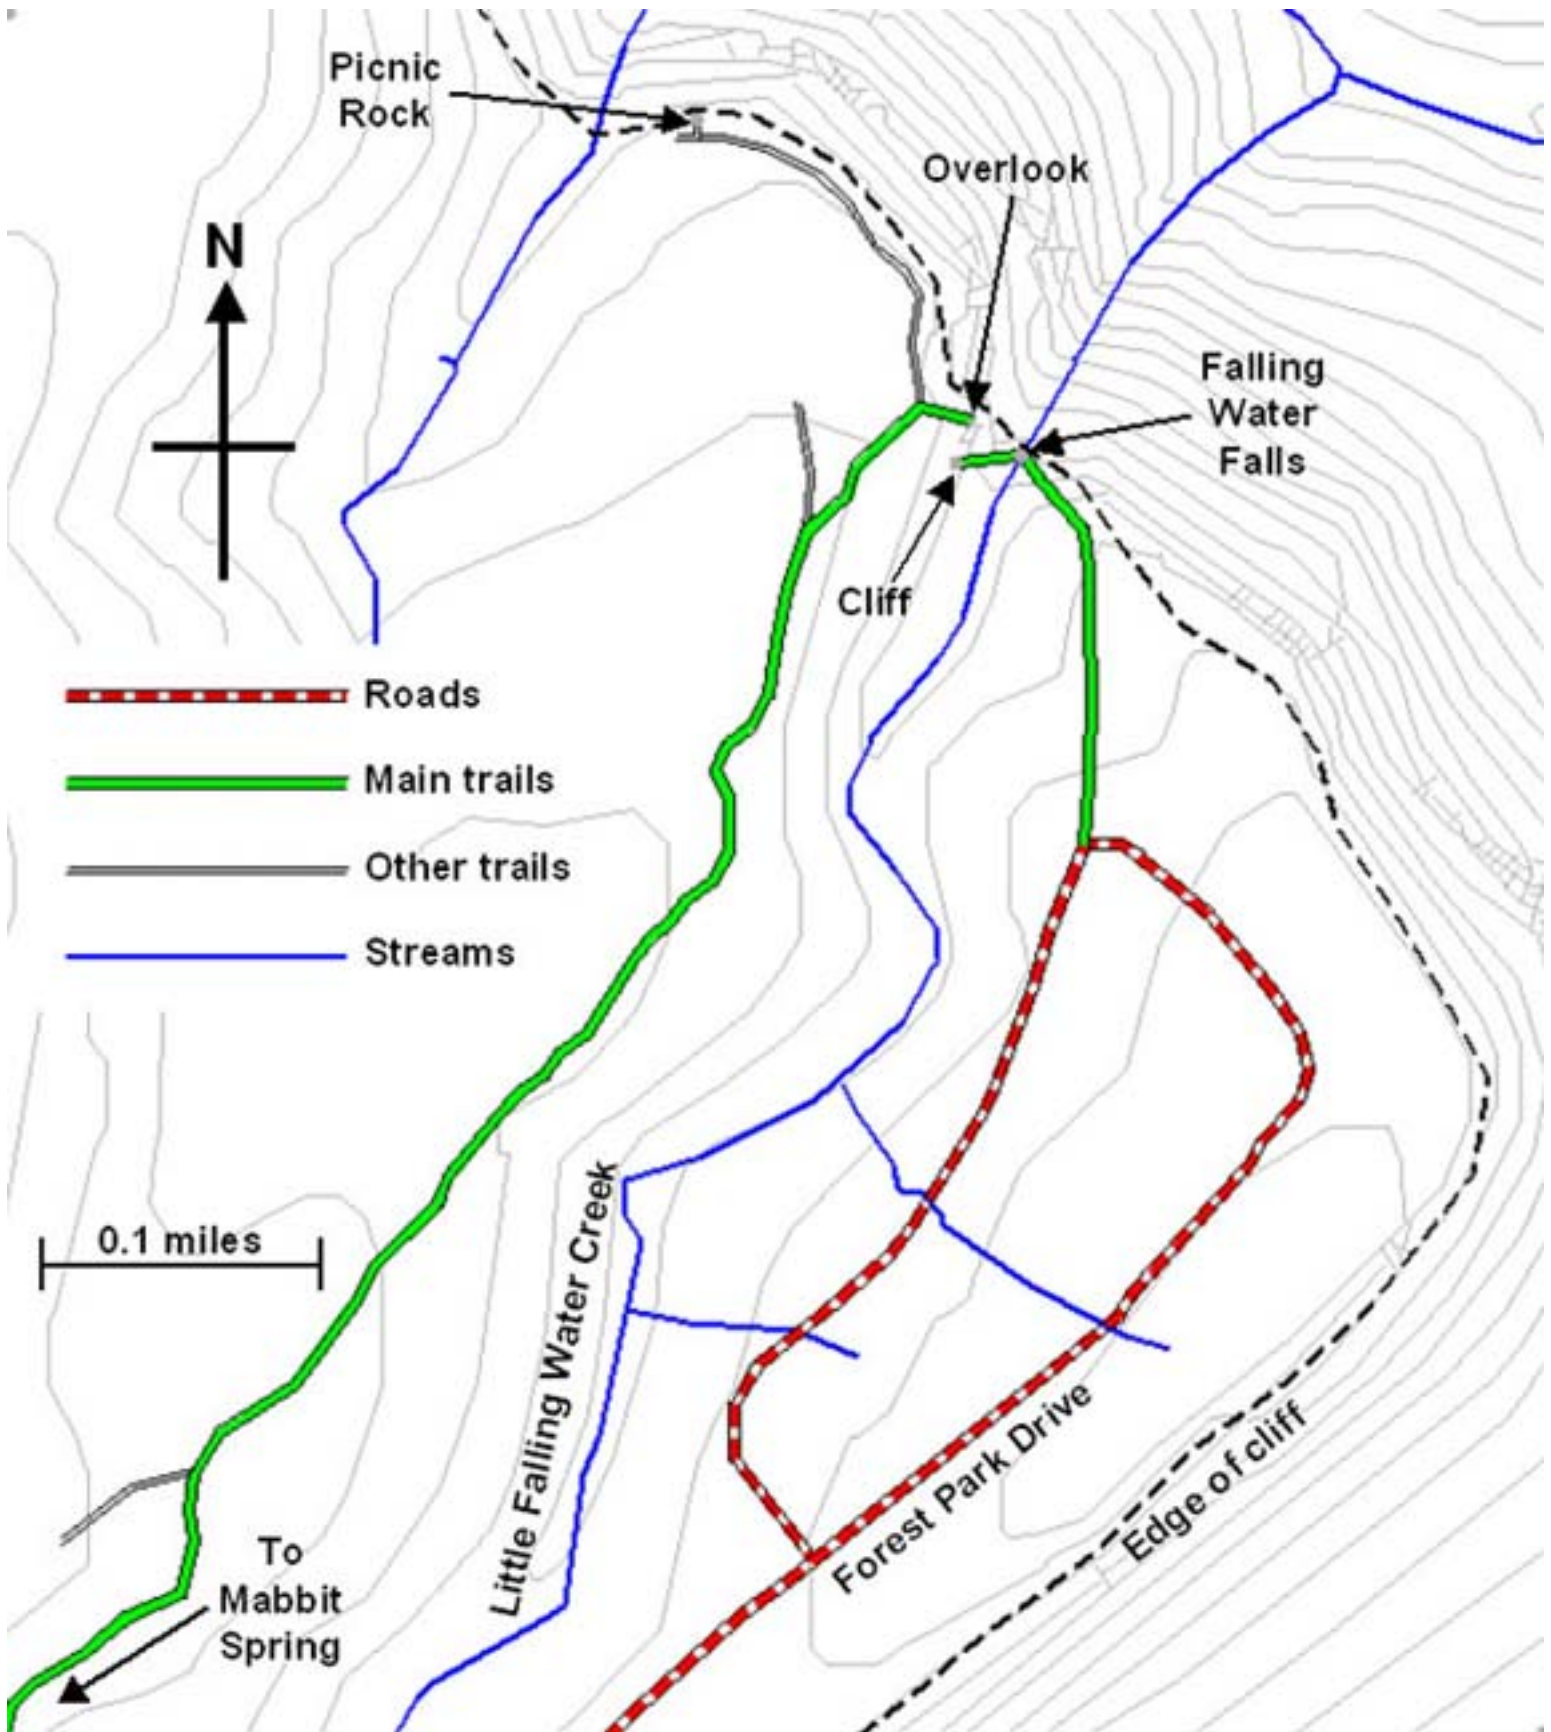 Picnic
Rock
Overlook
N
Falling
Water
Falls
Cliff
Roads
Main trails
Other trails
Streams
0.1 miles
Little Falling Water Creek
Forest Park Drive
Edge of cliff
To
Mabbit
Spring